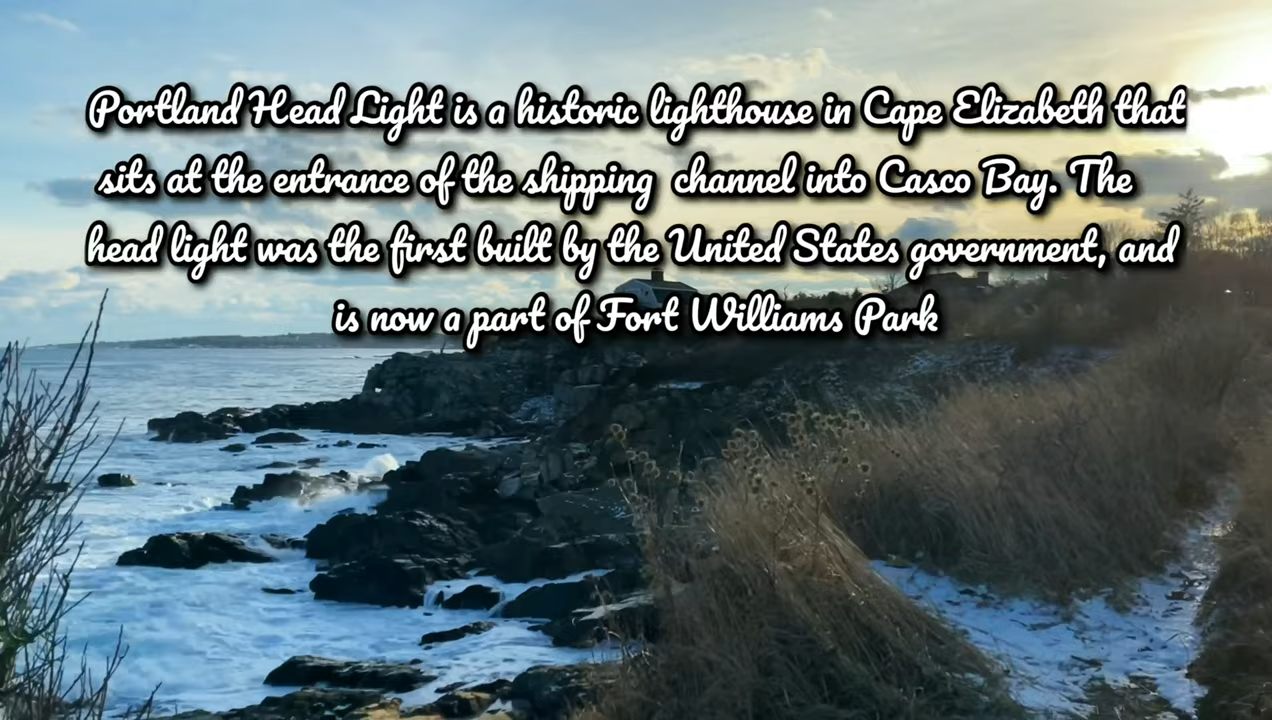 Portland Head Light is a historic lighthouse in Cape Elizabeth that
sits at the entrance of the shipping channel into Casco Bay. The
head light was the first built by the United States government, and
is now a part of Fort Williams Park